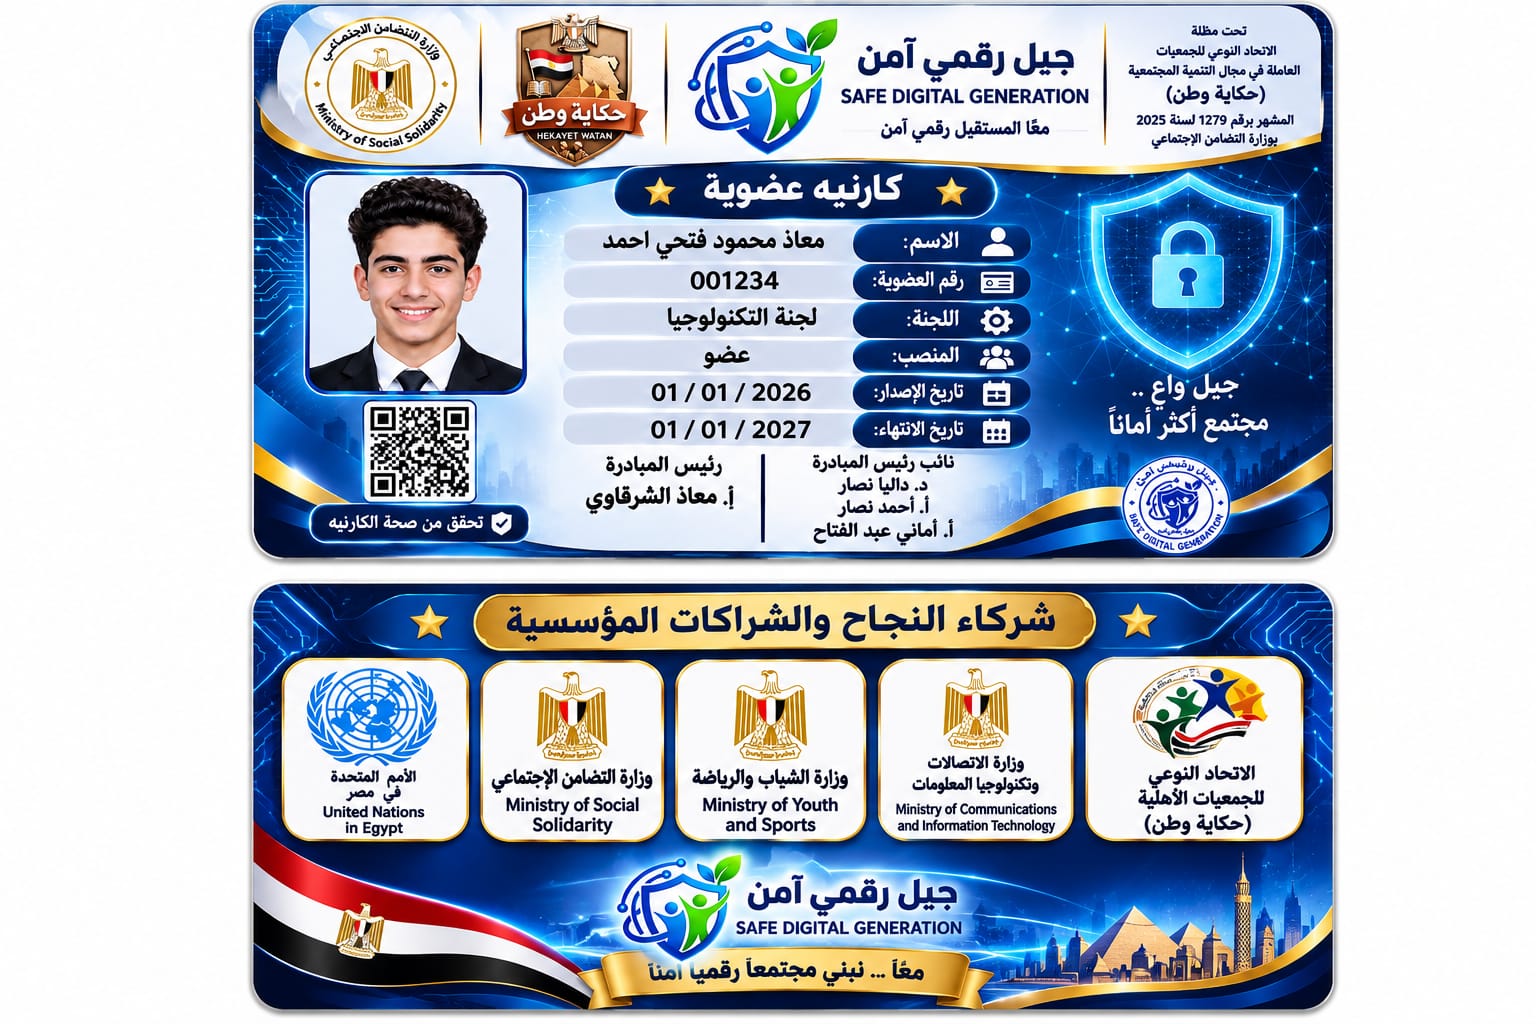 وزارة التضامن الاجتماعي
Ministry of Social Solidarity
حكاية وطن
HEKAYET WATAN
جيل رقمي آمن
SAFE DIGITAL GENERATION
معًا المستقبل رقمي آمن
تحت مظلة
الاتحاد النوعي للجمعيات
العاملة في مجال التنمية المجتمعية
(حكاية وطن)
المشهر برقم 1279 لسنة 2025
بوزارة التضامن الإجتماعي
كارنيه عضوية
الاسم: معاذ محمود فتحي احمد
رقم العضوية: 001234
اللجنة: لجنة التكنولوجيا
المنصب: عضو
تاريخ الإصدار: 01 / 01 / 2026
تاريخ الانتهاء: 01 / 01 / 2027
جيل واعٍ ..
مجتمع أكثر أماناً
نائب رئيس المبادرة
د. داليا نصار
أ. أحمد نصار
أ. أماني عبد الفتاح
رئيس المبادرة
أ. معاذ الشرقاوي
تحقق من صحة الكارنيه
SAFE DIGITAL GENERATION
شركاء النجاح والشراكات المؤسسية
الاتحاد النوعي
للجمعيات الأهلية
(حكاية وطن)
وزارة الاتصالات
وتكنولوجيا المعلومات
Ministry of Communications
and Information Technology
وزارة الشباب والرياضة
Ministry of Youth
and Sports
وزارة التضامن الإجتماعي
Ministry of Social
Solidarity
الأمم المتحدة
في مصر
United Nations
in Egypt
جيل رقمي آمن
SAFE DIGITAL GENERATION
معًا ... نبني مجتمعاً رقمياً آمناً